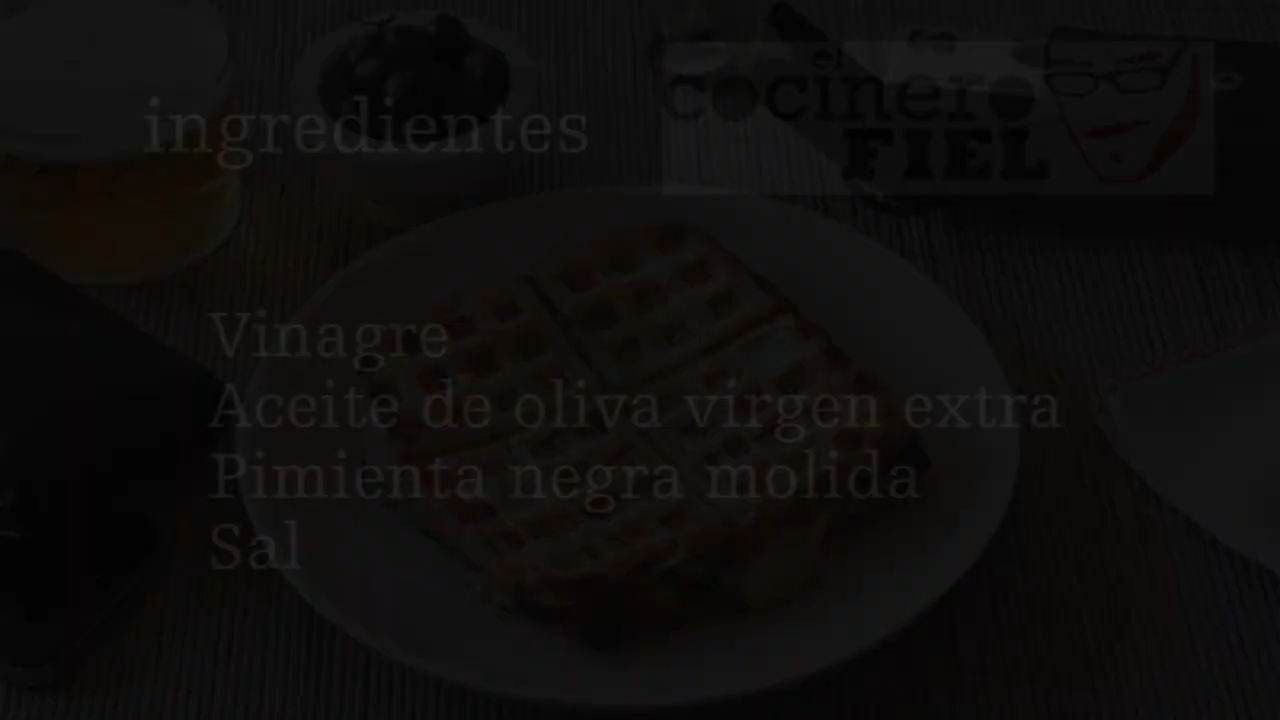 el
cocinero
FIEL
ingredientes
Vinagre
Aceite de oliva virgen extra
Pimienta negra molida
Sal